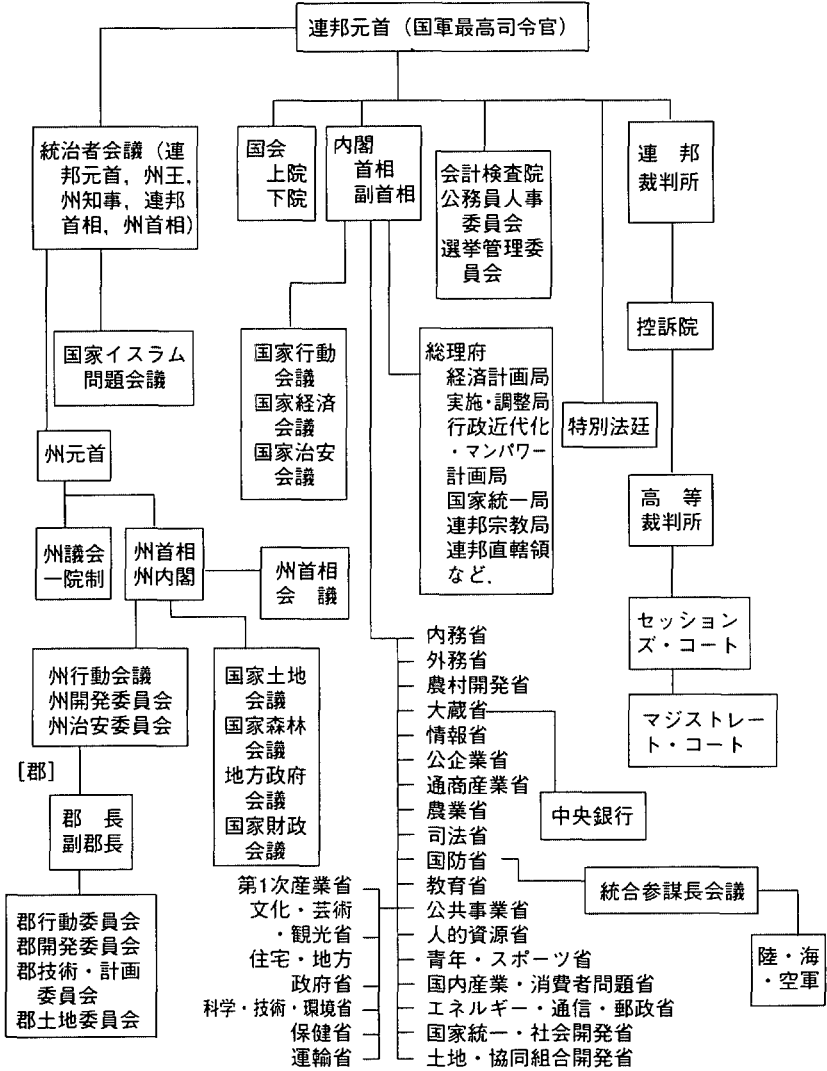 連邦元首（国軍最高司令官）
統治者会議（連
邦元首，州王，
州知事，連邦
首相，州首相）
国会
上院
下院
内閣
首相
副首相
会計検査院
公務員人事
委員会
選挙管理委
員会
連邦
裁判所
控訴院
国家イスラム
問題会議
国家行動
会議
国家経済
会議
国家治安
会議
総理府
経済計画局
実施・調整局
行政近代化
・マンパワー
計画局
国家統一局
連邦宗教局
連邦直轄領
など．
特別法廷
州元首
高等
裁判所
州議会
一院制
州首相
州内閣
州首相
会議
セッション
ズ・コート
マジストレー
ト・コート
州行動会議
州開発委員会
州治安委員会
国家土地
会議
国家森林
会議
地方政府
会議
国家財政
会議
[郡]
郡長
副郡長
郡行動委員会
郡開発委員会
郡技術・計画
委員会
郡土地委員会
内務省
外務省
農村開発省
大蔵省
情報省
公企業省
通商産業省
農業省
司法省
国防省
教育省
公共事業省
人的資源省
青年・スポーツ省
国内産業・消費者問題省
エネルギー・通信・郵政省
国家統一・社会開発省
土地・協同組合開発省
中央銀行
統合参謀長会議
陸・海
・空軍
第1次産業省
文化・芸術
・観光省
住宅・地方
政府省
科学・技術・環境省
保健省
運輸省